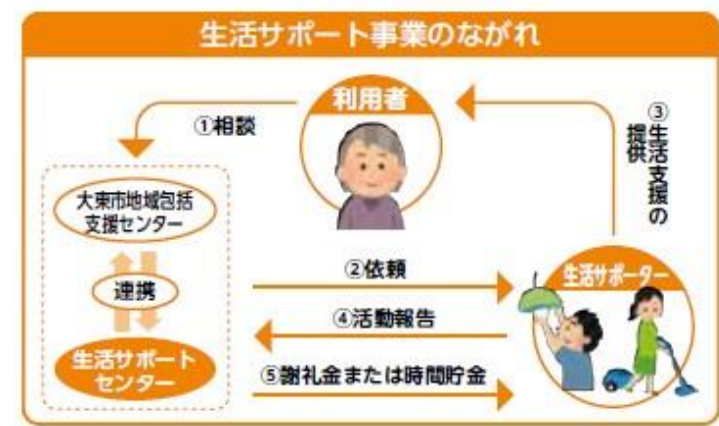 生活サポート事業のながれ
利用者
①相談
③生活支援の
提供
大東市地域包括
支援センター
連携
生活サポート
センター
②依頼
④活動報告
⑤謝礼金または時間貯金
生活サポーター